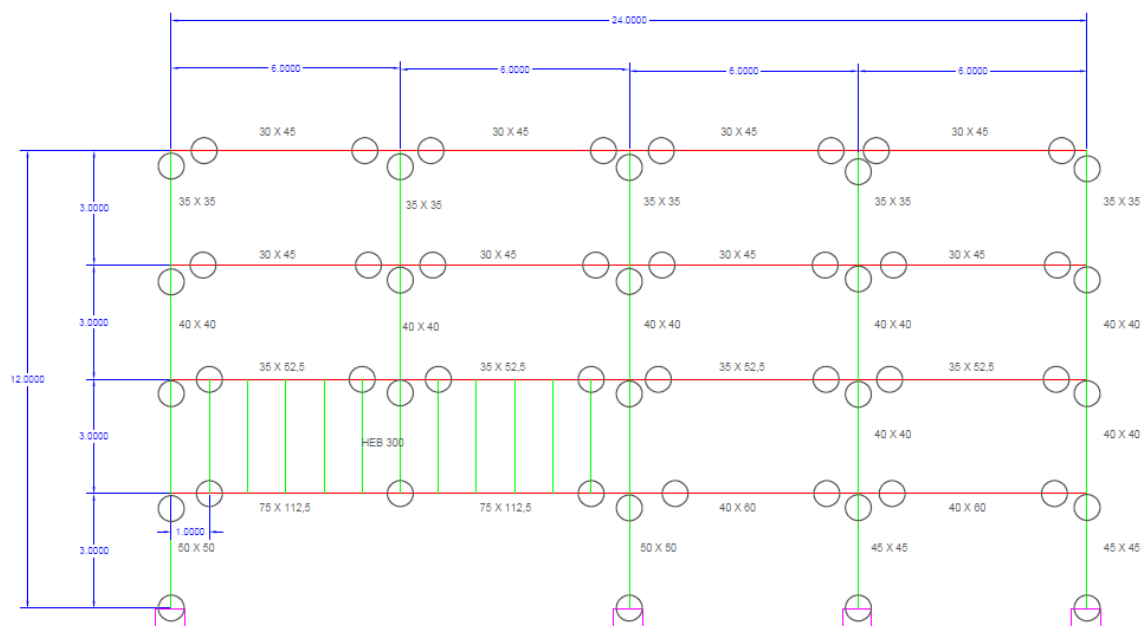 24.0000
6.0000 6.0000 6.0000 6.0000
30 X 45 30 X 45 30 X 45 30 X 45
3.0000 35 X 35 35 X 35 35 X 35 35 X 35 35 X 35
30 X 45 30 X 45 30 X 45 30 X 45
3.0000 40 X 40 40 X 40 40 X 40 40 X 40 40 X 40
12.0000 35 X 52,5 35 X 52,5 35 X 52,5 35 X 52,5
3.0000 HEB 300 40 X 40 40 X 40
75 X 112,5 75 X 112,5 40 X 60 40 X 60
1.0000
3.0000 50 X 50 50 X 50 45 X 45 45 X 45